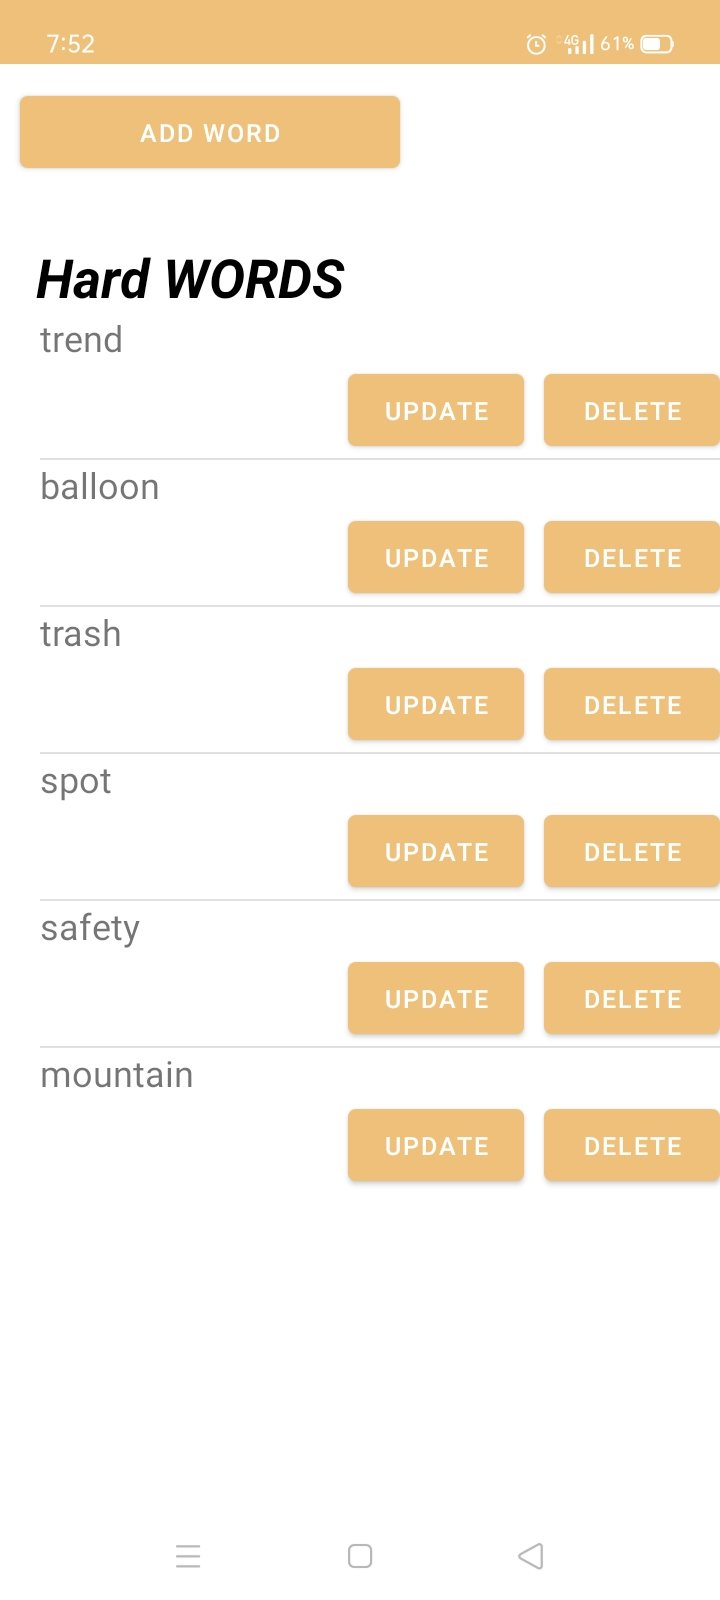 7:52 4G 61%
ADD WORD
Hard WORDS
trend
UPDATE DELETE
balloon
UPDATE DELETE
trash
UPDATE DELETE
spot
UPDATE DELETE
safety
UPDATE DELETE
mountain
UPDATE DELETE